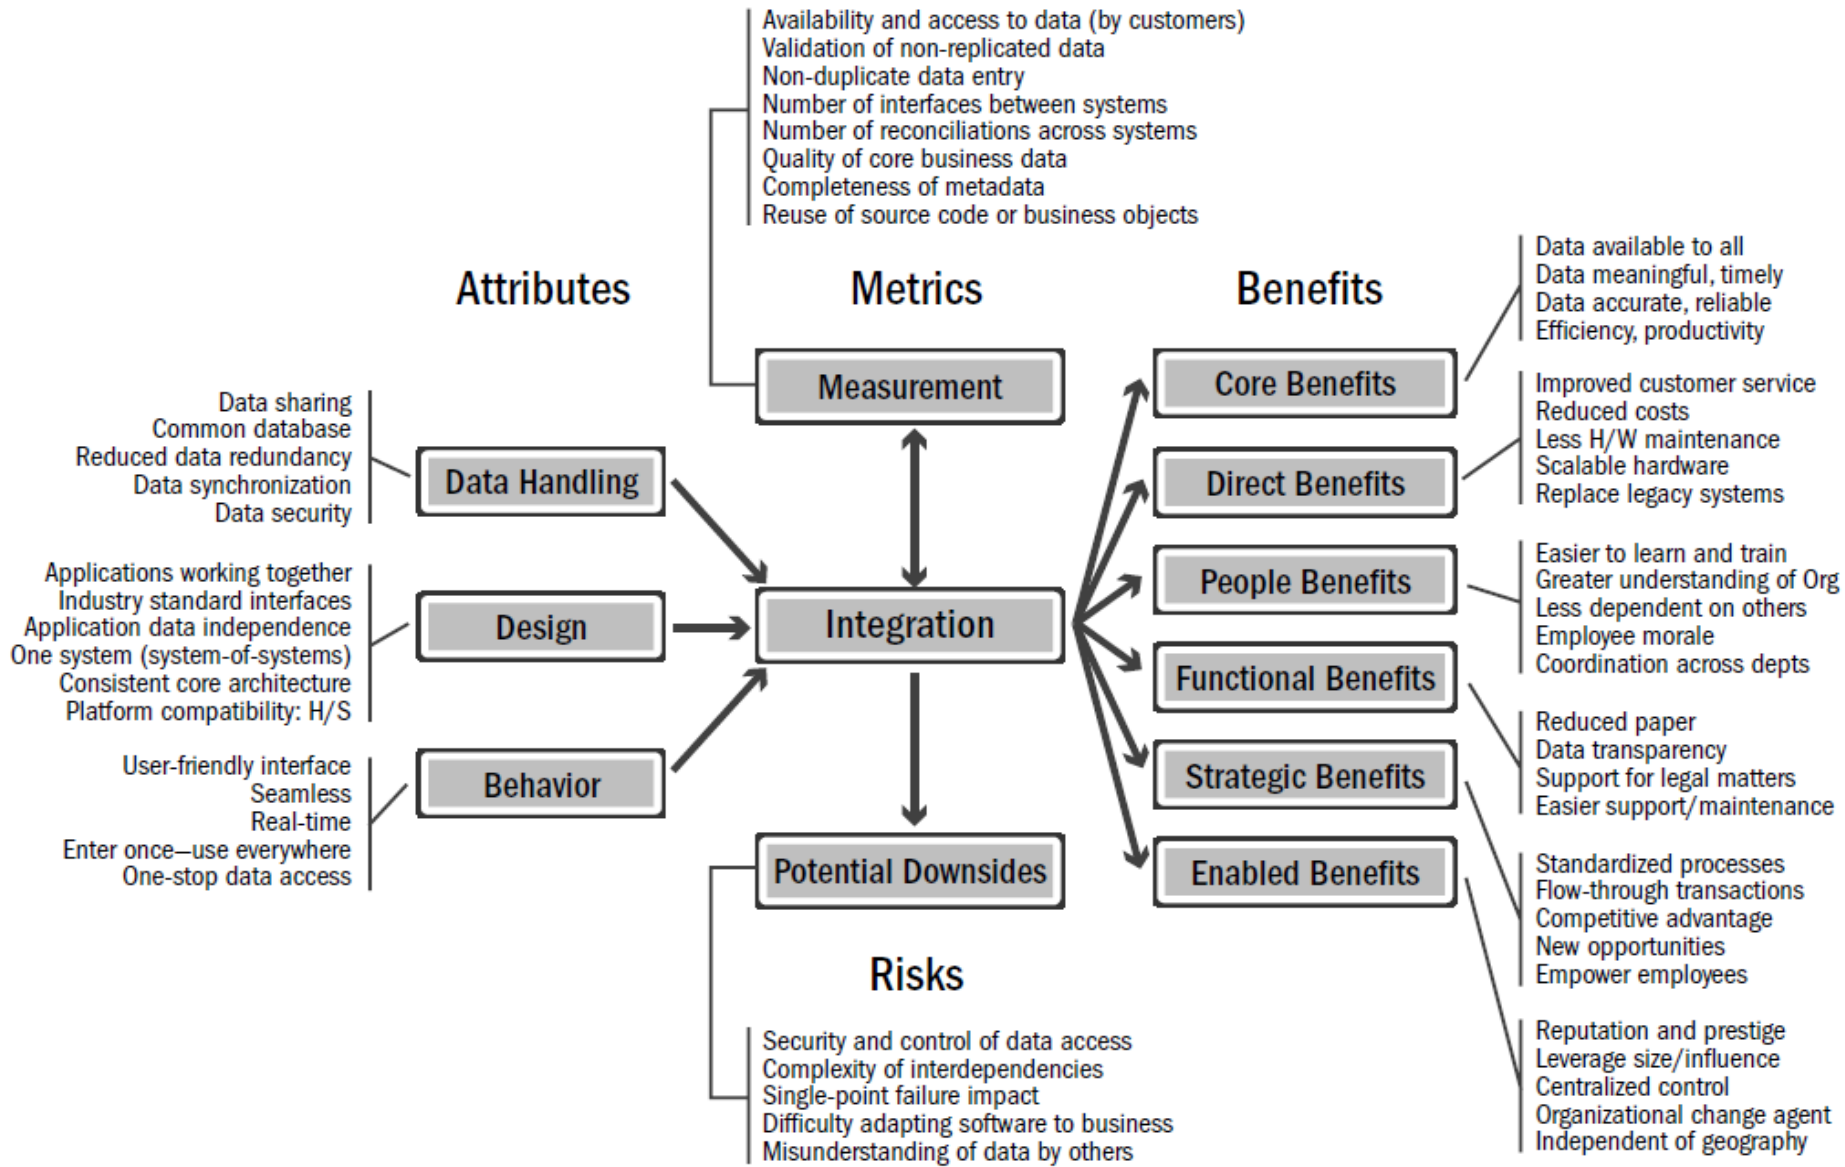 Availability and access to data (by customers)
Validation of non-replicated data
Non-duplicate data entry
Number of interfaces between systems
Number of reconciliations across systems
Quality of core business data
Completeness of metadata
Reuse of source code or business objects
Attributes
Metrics
Benefits
Measurement
Data sharing
Common database
Reduced data redundancy
Data synchronization
Data security
Data Handling
Applications working together
Industry standard interfaces
Application data independence
One system (system-of-systems)
Consistent core architecture
Platform compatibility: H/S
Design
User-friendly interface
Seamless
Real-time
Enter once—use everywhere
One-stop data access
Behavior
Integration
Potential Downsides
Risks
Security and control of data access
Complexity of interdependencies
Single-point failure impact
Difficulty adapting software to business
Misunderstanding of data by others
Core Benefits
Data available to all
Data meaningful, timely
Data accurate, reliable
Efficiency, productivity
Direct Benefits
Improved customer service
Reduced costs
Less H/W maintenance
Scalable hardware
Replace legacy systems
People Benefits
Easier to learn and train
Greater understanding of Org
Less dependent on others
Employee morale
Coordination across depts
Functional Benefits
Reduced paper
Data transparency
Support for legal matters
Easier support/maintenance
Strategic Benefits
Standardized processes
Flow-through transactions
Competitive advantage
New opportunities
Empower employees
Enabled Benefits
Reputation and prestige
Leverage size/influence
Centralized control
Organizational change agent
Independent of geography